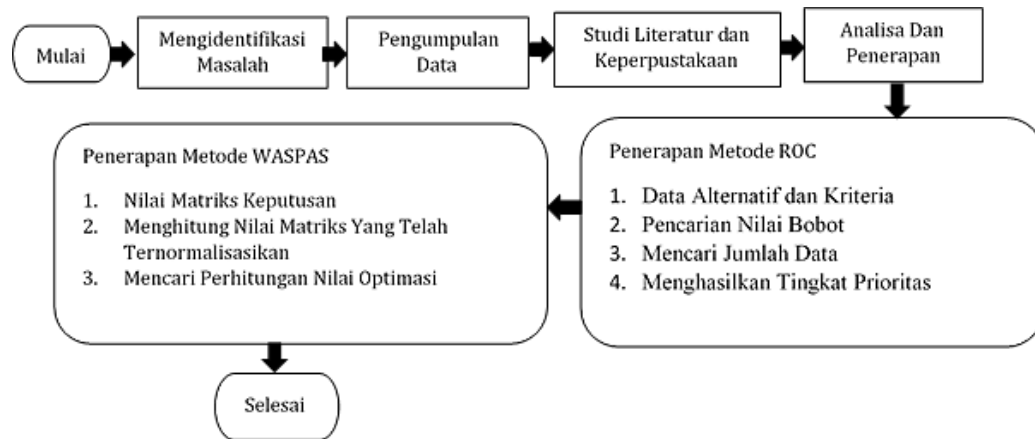 Mulai
Mengidentifikasi
Masalah
Pengumpulan
Data
Studi Literatur dan
Keperpustakaan
Analisa Dan
Penerapan
Penerapan Metode ROC
1. Data Alternatif dan Kriteria
2. Pencarian Nilai Bobot
3. Mencari Jumlah Data
4. Menghasilkan Tingkat Prioritas
Penerapan Metode WASPAS
1. Nilai Matriks Keputusan
2. Menghitung Nilai Matriks Yang Telah
Ternormalisasikan
3. Mencari Perhitungan Nilai Optimasi
Selesai